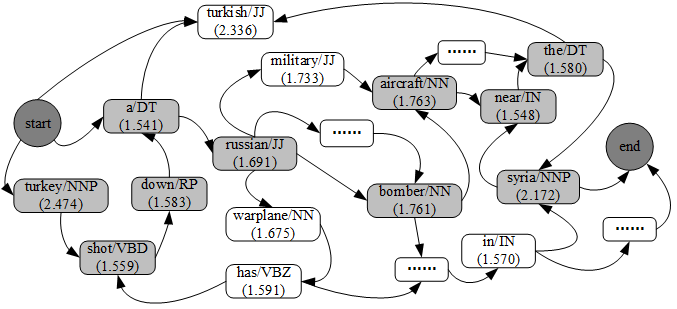 turkish/JJ
(2.336)
military/JJ
(1.733)
......
the/DT
(1.580)
aircraft/NN
(1.763)
near/IN
(1.548)
start
a/DT
(1.541)
russian/JJ
(1.691)
......
end
turkey/NNP
(2.474)
down/RP
(1.583)
bomber/NN
(1.761)
syria/NNP
(2.172)
warplane/NN
(1.675)
shot/VBD
(1.559)
in/IN
(1.570)
......
has/VBZ
(1.591)
......